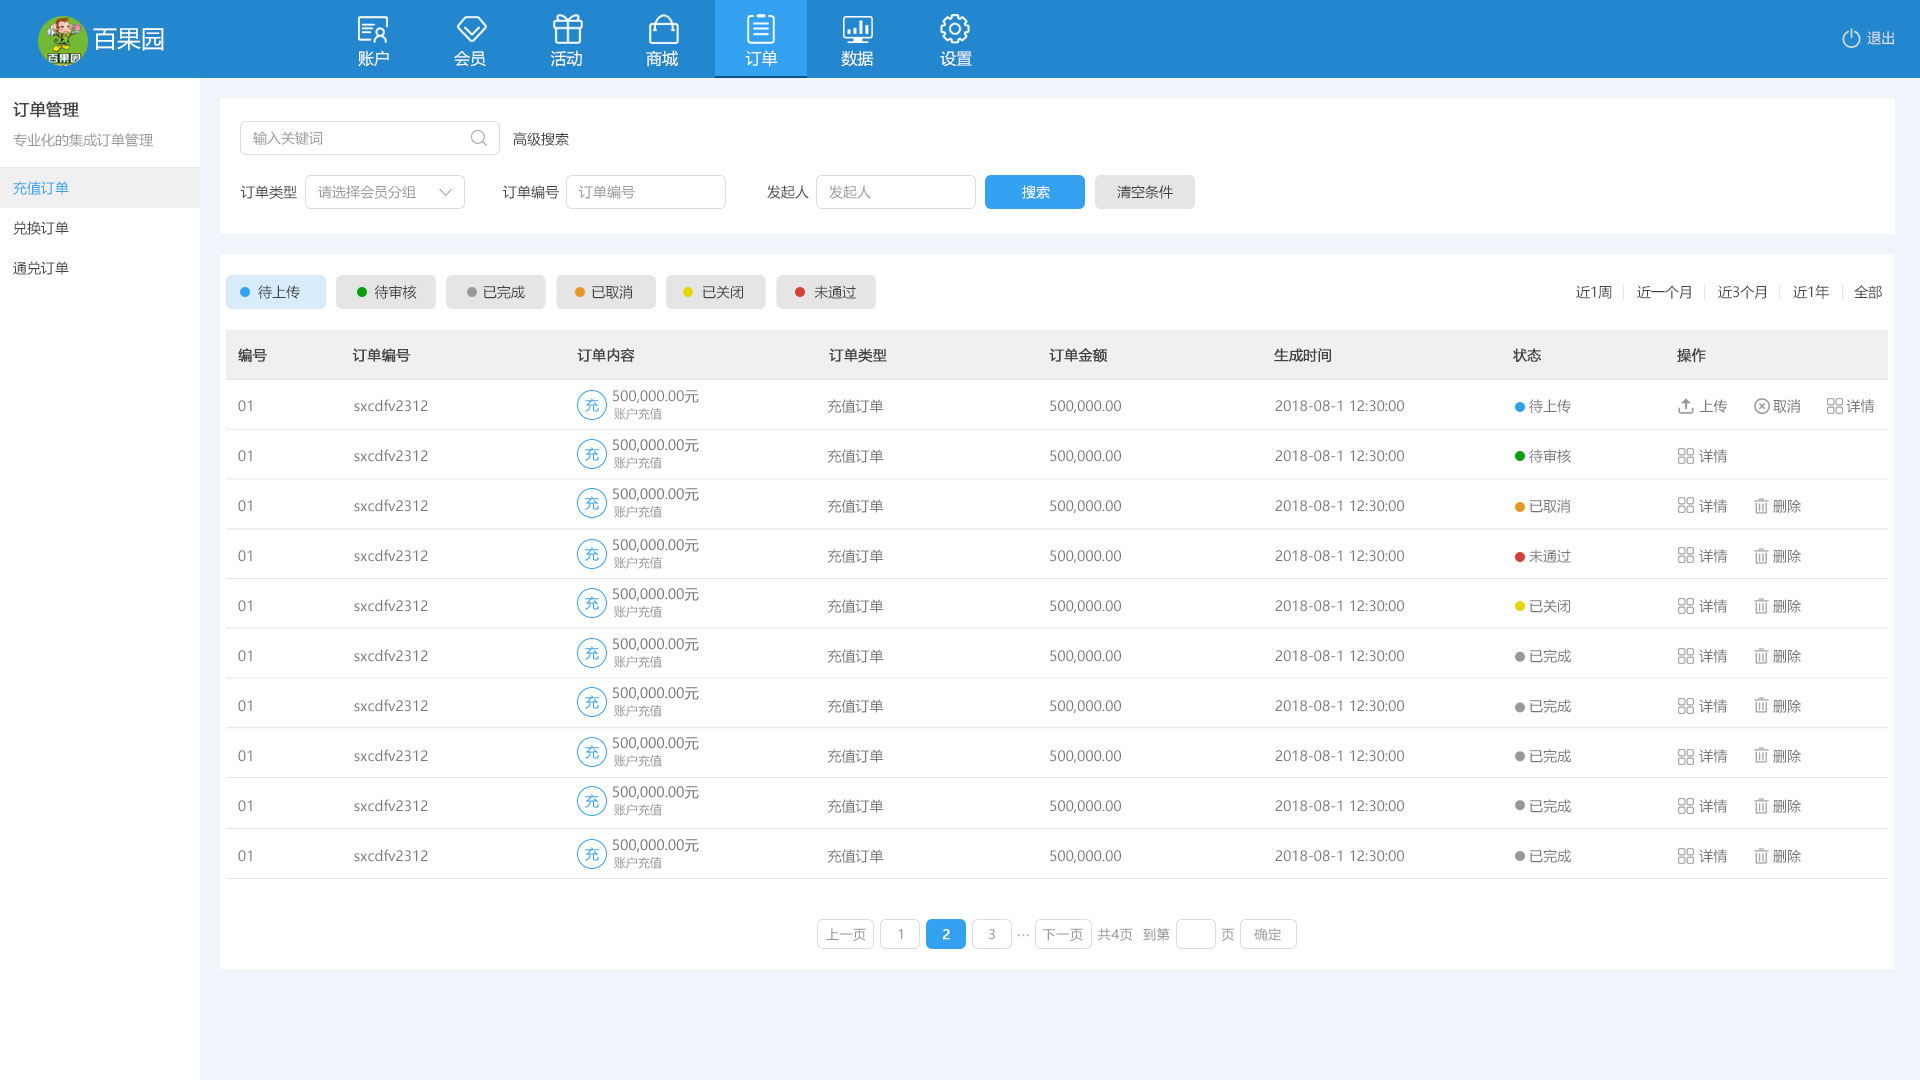 百果园 百果园 账户 会员 活动 商城 订单 数据 设置 退出
订单管理
专业化的集成订单管理
充值订单
兑换订单
通兑订单
输入关键词 高级搜索
订单类型 请选择会员分组 订单编号 订单编号 发起人 发起人 搜索 清空条件
待上传 待审核 已完成 已取消 已关闭 未通过 近1周 近一个月 近3个月 近1年 全部
编号 订单编号 订单内容 订单类型 订单金额 生成时间 状态 操作
01 sxcdfv2312 充 500,000.00元 账户充值 充值订单 500,000.00 2018-08-1 12:30:00 待上传 上传 取消 详情
01 sxcdfv2312 充 500,000.00元 账户充值 充值订单 500,000.00 2018-08-1 12:30:00 待审核 详情
01 sxcdfv2312 充 500,000.00元 账户充值 充值订单 500,000.00 2018-08-1 12:30:00 已取消 详情 删除
01 sxcdfv2312 充 500,000.00元 账户充值 充值订单 500,000.00 2018-08-1 12:30:00 未通过 详情 删除
01 sxcdfv2312 充 500,000.00元 账户充值 充值订单 500,000.00 2018-08-1 12:30:00 已关闭 详情 删除
01 sxcdfv2312 充 500,000.00元 账户充值 充值订单 500,000.00 2018-08-1 12:30:00 已完成 详情 删除
01 sxcdfv2312 充 500,000.00元 账户充值 充值订单 500,000.00 2018-08-1 12:30:00 已完成 详情 删除
01 sxcdfv2312 充 500,000.00元 账户充值 充值订单 500,000.00 2018-08-1 12:30:00 已完成 详情 删除
01 sxcdfv2312 充 500,000.00元 账户充值 充值订单 500,000.00 2018-08-1 12:30:00 已完成 详情 删除
01 sxcdfv2312 充 500,000.00元 账户充值 充值订单 500,000.00 2018-08-1 12:30:00 已完成 详情 删除
上一页 1 2 3 ··· 下一页 共4页 到第 页 确定